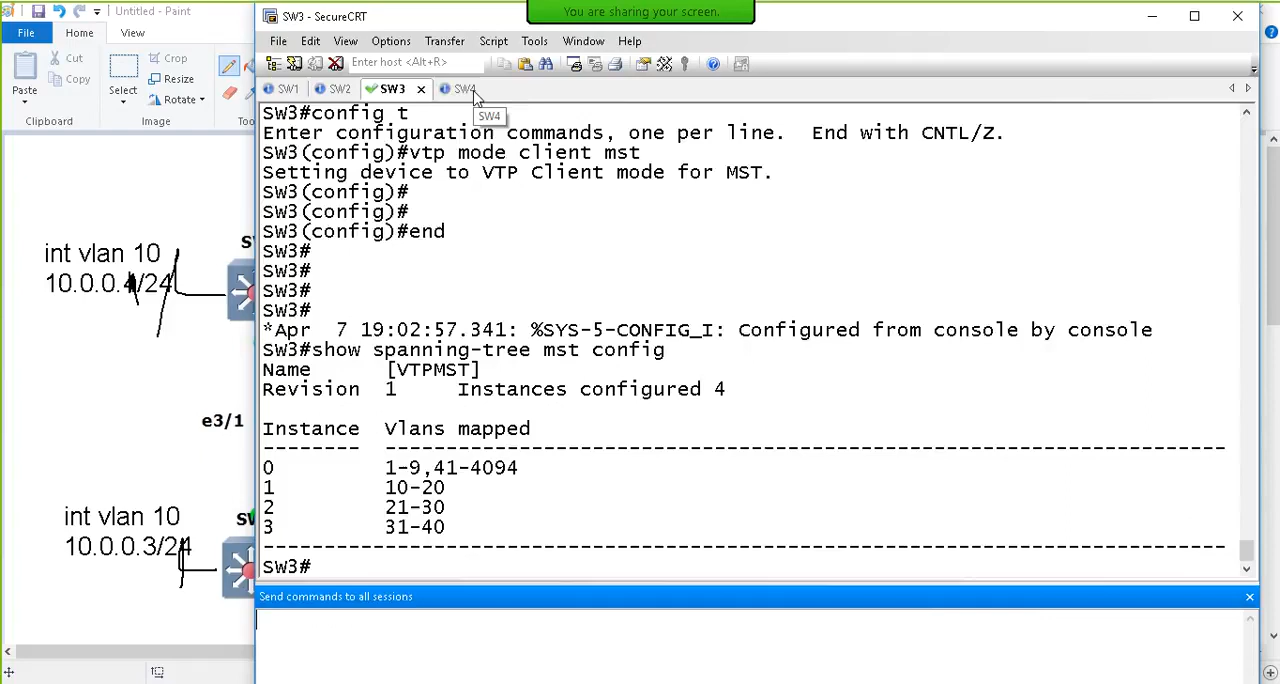 You are sharing your screen.
Untitled - Paint
File
Home
View
Paste
Cut
Copy
Clipboard
Select
Crop
Resize
Rotate
Image
int vlan 10
10.0.0.4/24
e3/1
int vlan 10
10.0.0.3/24
SW3 - SecureCRT
File Edit View Options Transfer Script Tools Window Help
Enter host <Alt+R>
SW1 SW2 SW3 SW4
SW4
SW3#config t
Enter configuration commands, one per line.  End with CNTL/Z.
SW3(config)#vtp mode client mst
Setting device to VTP Client mode for MST.
SW3(config)#
SW3(config)#
SW3(config)#end
SW3#
SW3#
SW3#
SW3#
*Apr  7 19:02:57.341: %SYS-5-CONFIG_I: Configured from console by console
SW3#show spanning-tree mst config
Name      [VTPMST]
Revision  1     Instances configured 4
Instance  Vlans mapped
--------  ---------------------------------------------------------------------
0         1-9,41-4094
1         10-20
2         21-30
3         31-40
-------------------------------------------------------------------------------
SW3#
Send commands to all sessions